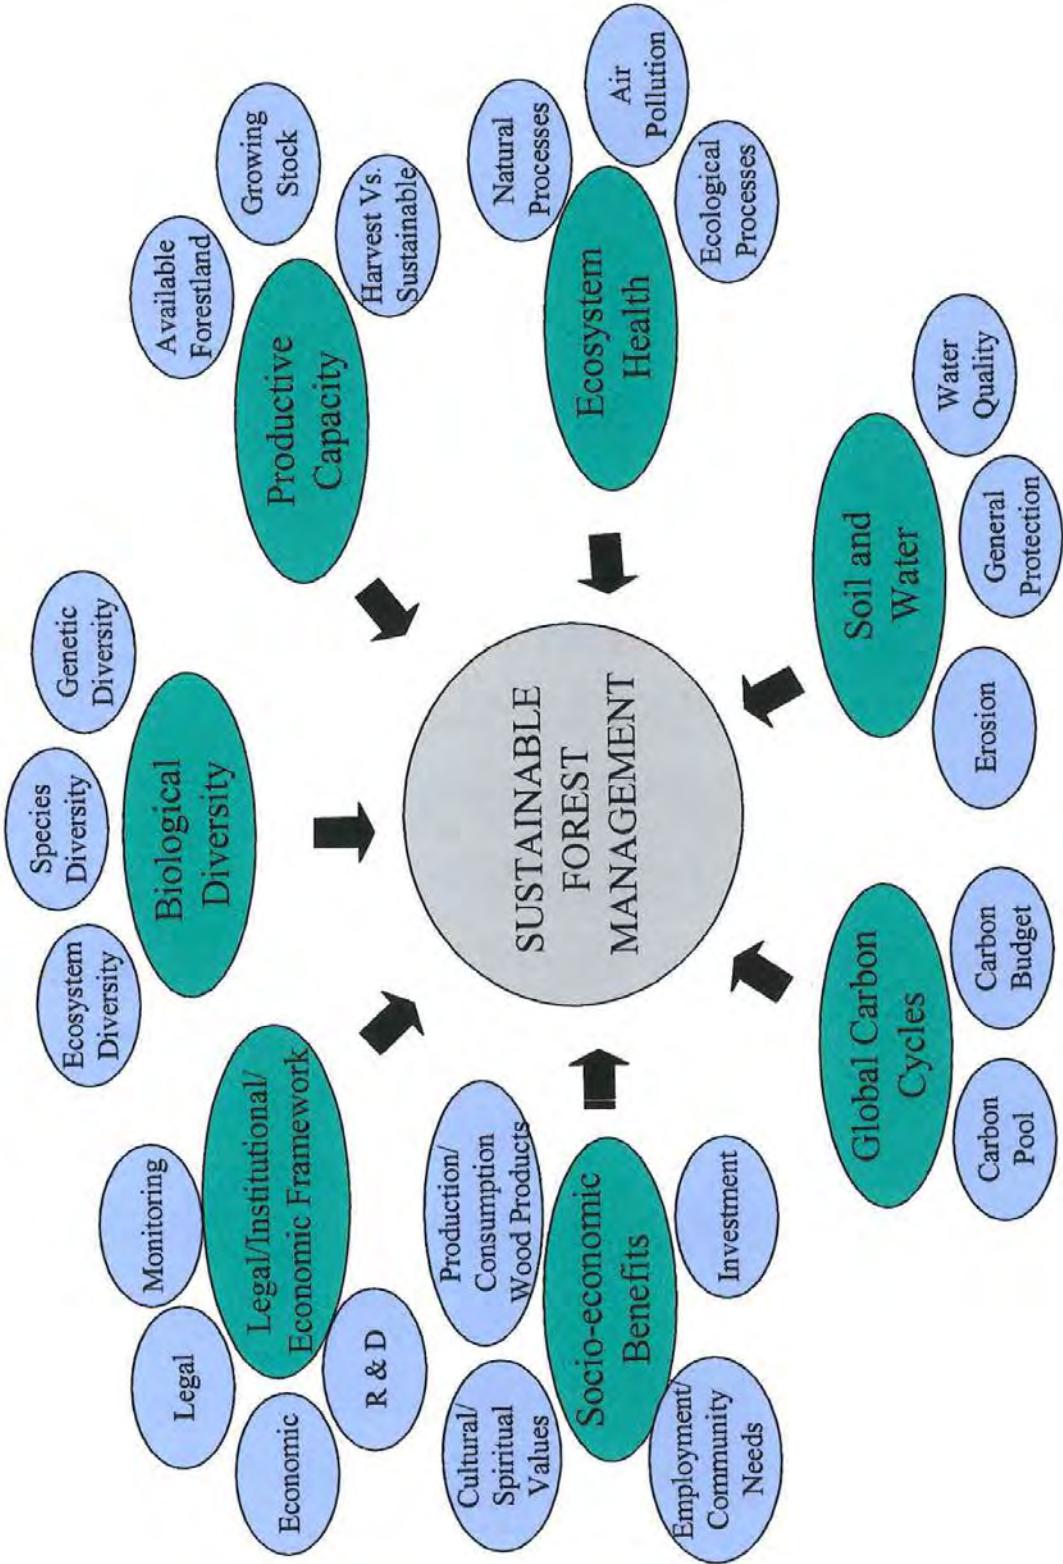 Ecosystem
Diversity
Species
Diversity
Genetic
Diversity
Biological
Diversity
Available
Forestland
Growing
Stock
Harvest Vs.
Sustainable
Productive
Capacity
Monitoring
Legal
Economic
R & D
Legal/Institutional/
Economic Framework
SUSTAINABLE
FOREST
MANAGEMENT
Natural
Processes
Air
Pollution
Ecological
Processes
Ecosystem
Health
Cultural/
Spiritual
Values
Production/
Consumption
Wood Products
Socio-economic
Benefits
Employment/
Community
Needs
Investment
Global Carbon
Cycles
Carbon
Pool
Carbon
Budget
Soil and
Water
Erosion
General
Protection
Water
Quality